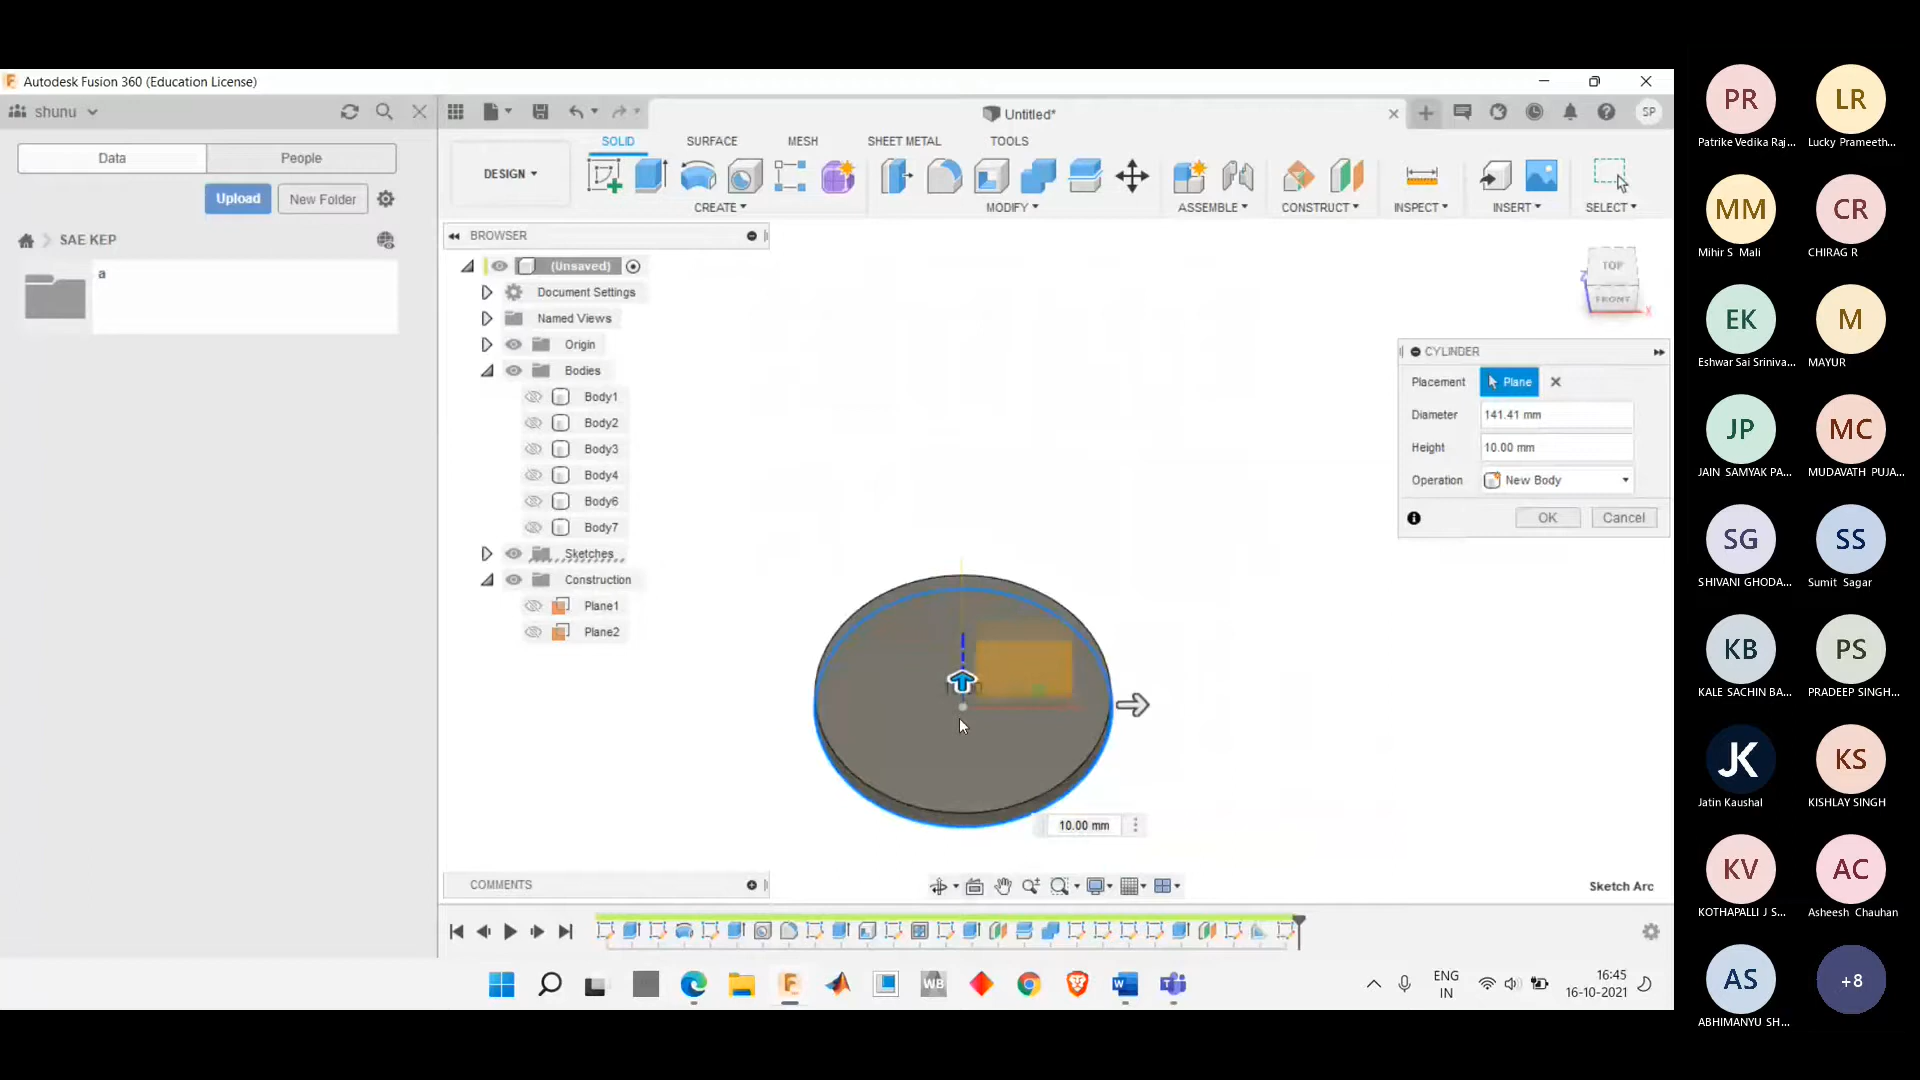 Autodesk Fusion 360 (Education License)
shunu
Untitled*
SP
Data
People
SOLID
SURFACE
MESH
SHEET METAL
TOOLS
DESIGN
Upload
New Folder
CREATE
MODIFY
ASSEMBLE
CONSTRUCT
INSPECT
INSERT
SELECT
SAE KEP
a
BROWSER
(Unsaved)
Document Settings
Named Views
Origin
Bodies
Body1
Body2
Body3
Body4
Body6
Body7
Sketches
Construction
Plane1
Plane2
TOP
FRONT
Z
X
CYLINDER
Placement
Plane
Diameter
141.41 mm
Height
10.00 mm
Operation
New Body
OK
Cancel
10.00 mm
COMMENTS
Sketch Arc
WB
ENG
IN
16:45
16-10-2021
PR
Patrike Vedika Raj...
LR
Lucky Prameeth...
MM
Mihir S Mali
CR
CHIRAG R
EK
Eshwar Sai Sriniva...
M
MAYUR
JP
JAIN SAMYAK PA...
MC
MUDAVATH PUJA...
SG
SHIVANI GHODA...
SS
Sumit Sagar
KB
KALE SACHIN BA...
PS
PRADEEP SINGH...
JK
Jatin Kaushal
KS
KISHLAY SINGH
KV
KOTHAPALLI J S...
AC
Asheesh Chauhan
AS
ABHIMANYU SH...
+8